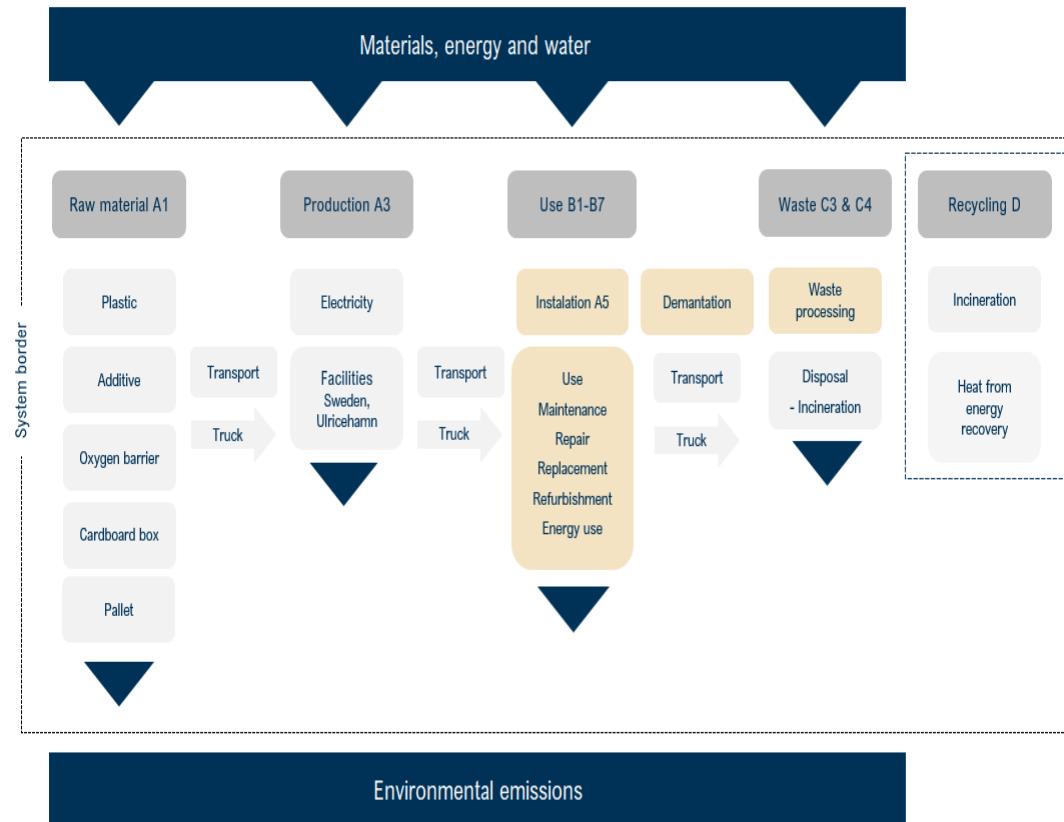 Materials, energy and water
System border
Raw material A1
Production A3
Use B1-B7
Waste C3 & C4
Recycling D
Plastic
Additive
Oxygen barrier
Cardboard box
Pallet
Transport
Truck
Electricity
Facilities
Sweden,
Ulricehamn
Transport
Truck
Instalation A5
Use
Maintenance
Repair
Replacement
Refurbishment
Energy use
Demantation
Transport
Truck
Waste
processing
Disposal
- Incineration
Incineration
Heat from
energy
recovery
Environmental emissions